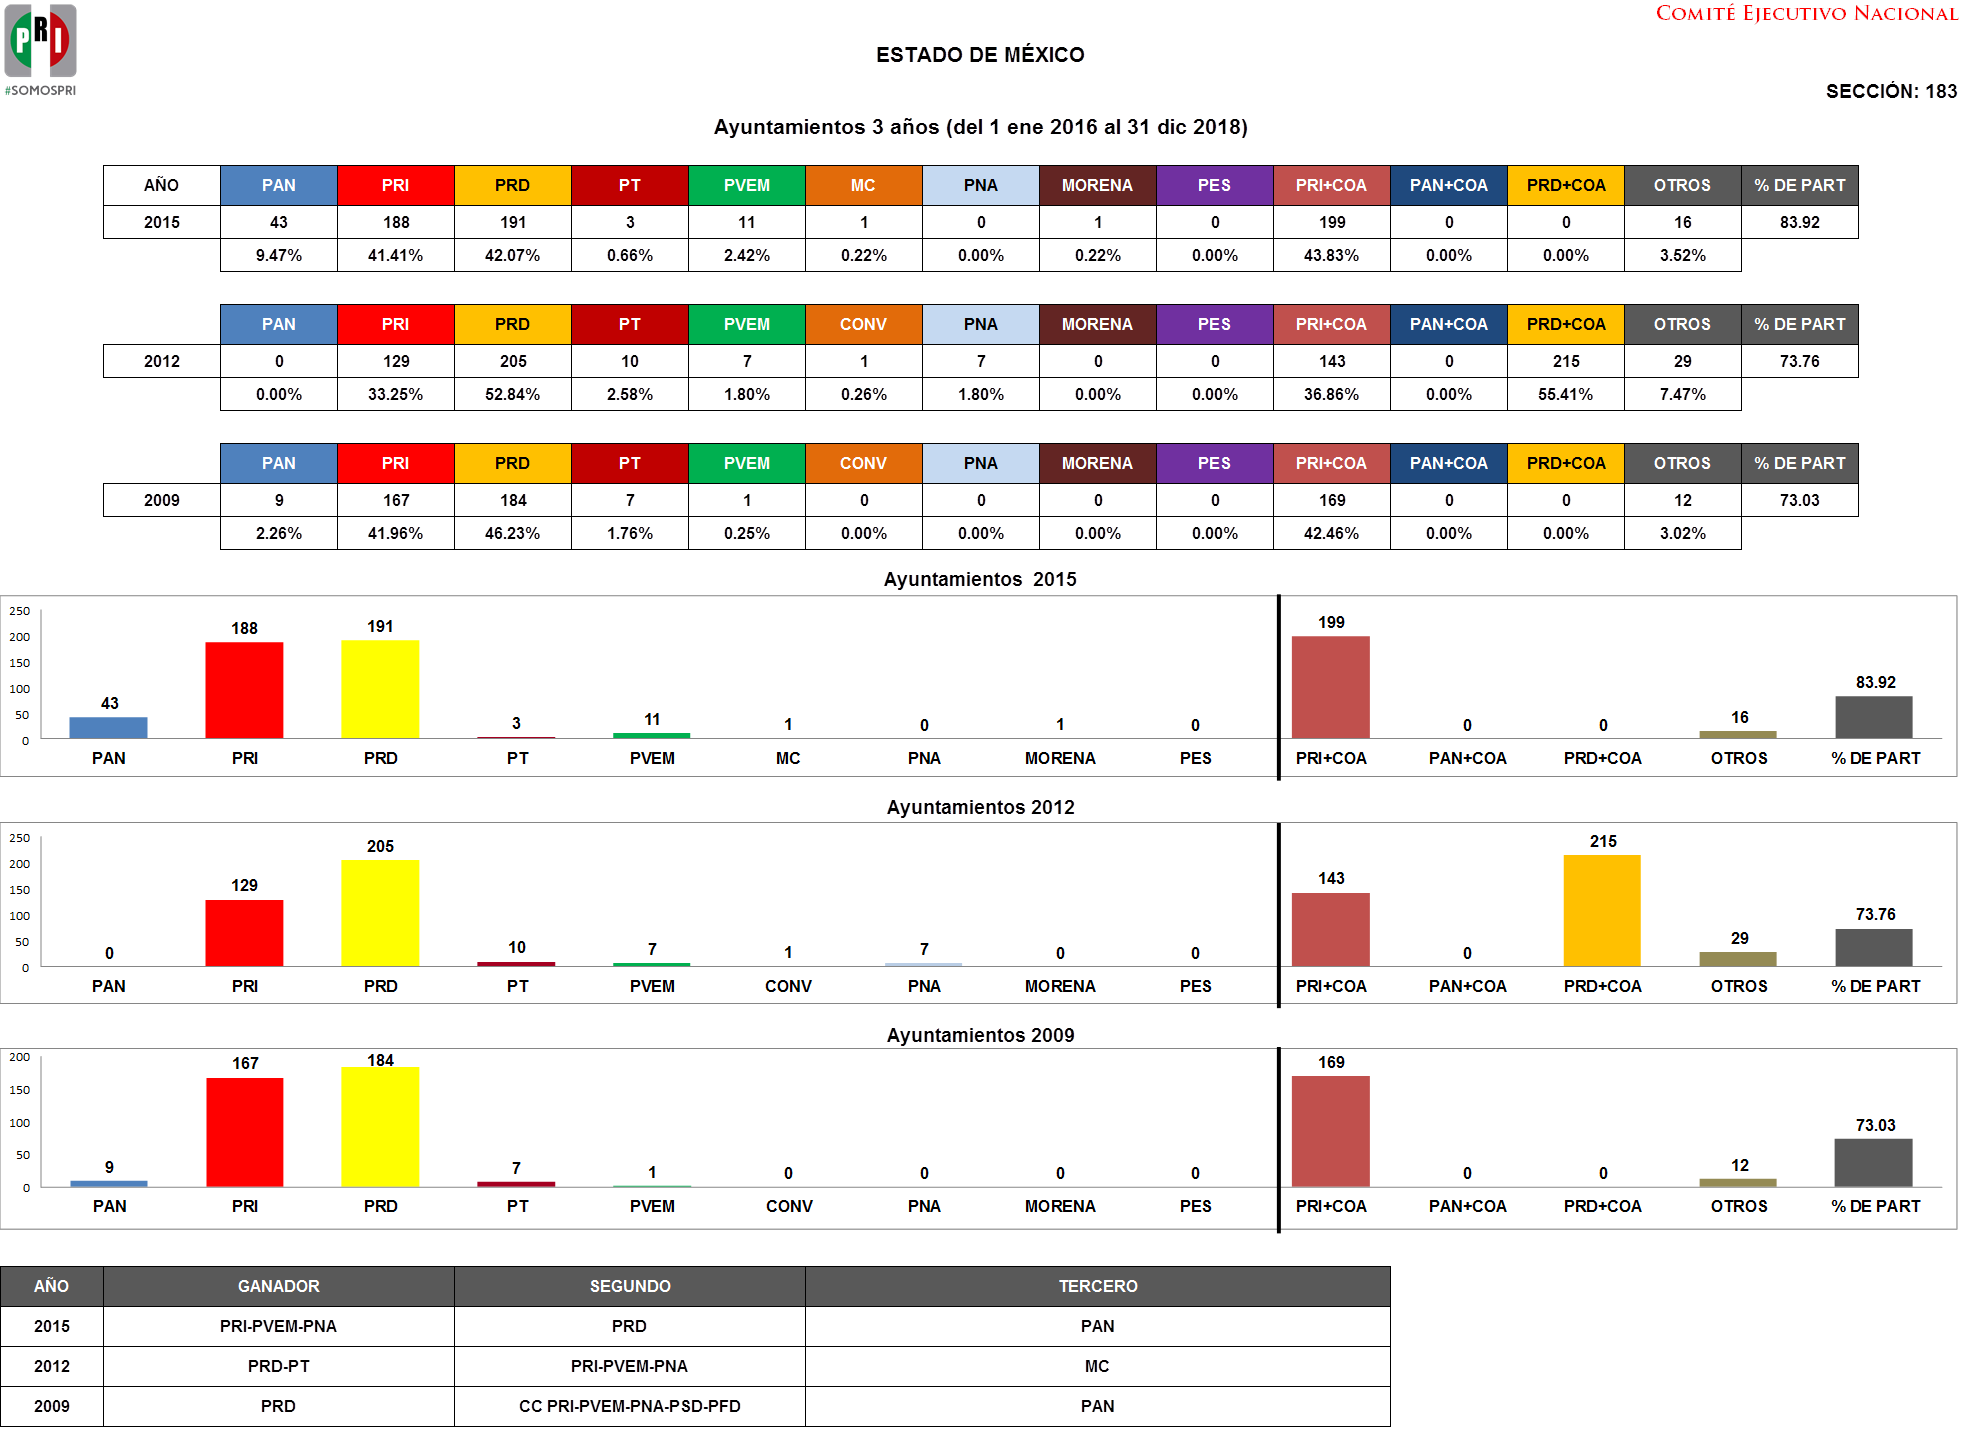 COMITÉ EJECUTIVO NACIONAL
PRI
#SOMOSPRI
ESTADO DE MÉXICO
SECCIÓN: 183
Ayuntamientos 3 años (del 1 ene 2016 al 31 dic 2018)
AÑO PAN PRI PRD PT PVEM MC PNA MORENA PES PRI+COA PAN+COA PRD+COA OTROS % DE PART
2015 43 188 191 3 11 1 0 1 0 199 0 0 16 83.92
9.47% 41.41% 42.07% 0.66% 2.42% 0.22% 0.00% 0.22% 0.00% 43.83% 0.00% 0.00% 3.52%
PAN PRI PRD PT PVEM CONV PNA MORENA PES PRI+COA PAN+COA PRD+COA OTROS % DE PART
2012 0 129 205 10 7 1 7 0 0 143 0 215 29 73.76
0.00% 33.25% 52.84% 2.58% 1.80% 0.26% 1.80% 0.00% 0.00% 36.86% 0.00% 55.41% 7.47%
PAN PRI PRD PT PVEM CONV PNA MORENA PES PRI+COA PAN+COA PRD+COA OTROS % DE PART
2009 9 167 184 7 1 0 0 0 0 169 0 0 12 73.03
2.26% 41.96% 46.23% 1.76% 0.25% 0.00% 0.00% 0.00% 0.00% 42.46% 0.00% 0.00% 3.02%
Ayuntamientos 2015
250
200
150
100
50
0
43 188 191 3 11 1 0 1 0 199 0 0 16 83.92
PAN PRI PRD PT PVEM MC PNA MORENA PES PRI+COA PAN+COA PRD+COA OTROS % DE PART
Ayuntamientos 2012
250
200
150
100
50
0
0 129 205 10 7 1 7 0 0 143 0 215 29 73.76
PAN PRI PRD PT PVEM CONV PNA MORENA PES PRI+COA PAN+COA PRD+COA OTROS % DE PART
Ayuntamientos 2009
200
150
100
50
0
9 167 184 7 1 0 0 0 0 169 0 0 12 73.03
PAN PRI PRD PT PVEM CONV PNA MORENA PES PRI+COA PAN+COA PRD+COA OTROS % DE PART
AÑO GANADOR SEGUNDO TERCERO
2015 PRI-PVEM-PNA PRD PAN
2012 PRD-PT PRI-PVEM-PNA MC
2009 PRD CC PRI-PVEM-PNA-PSD-PFD PAN